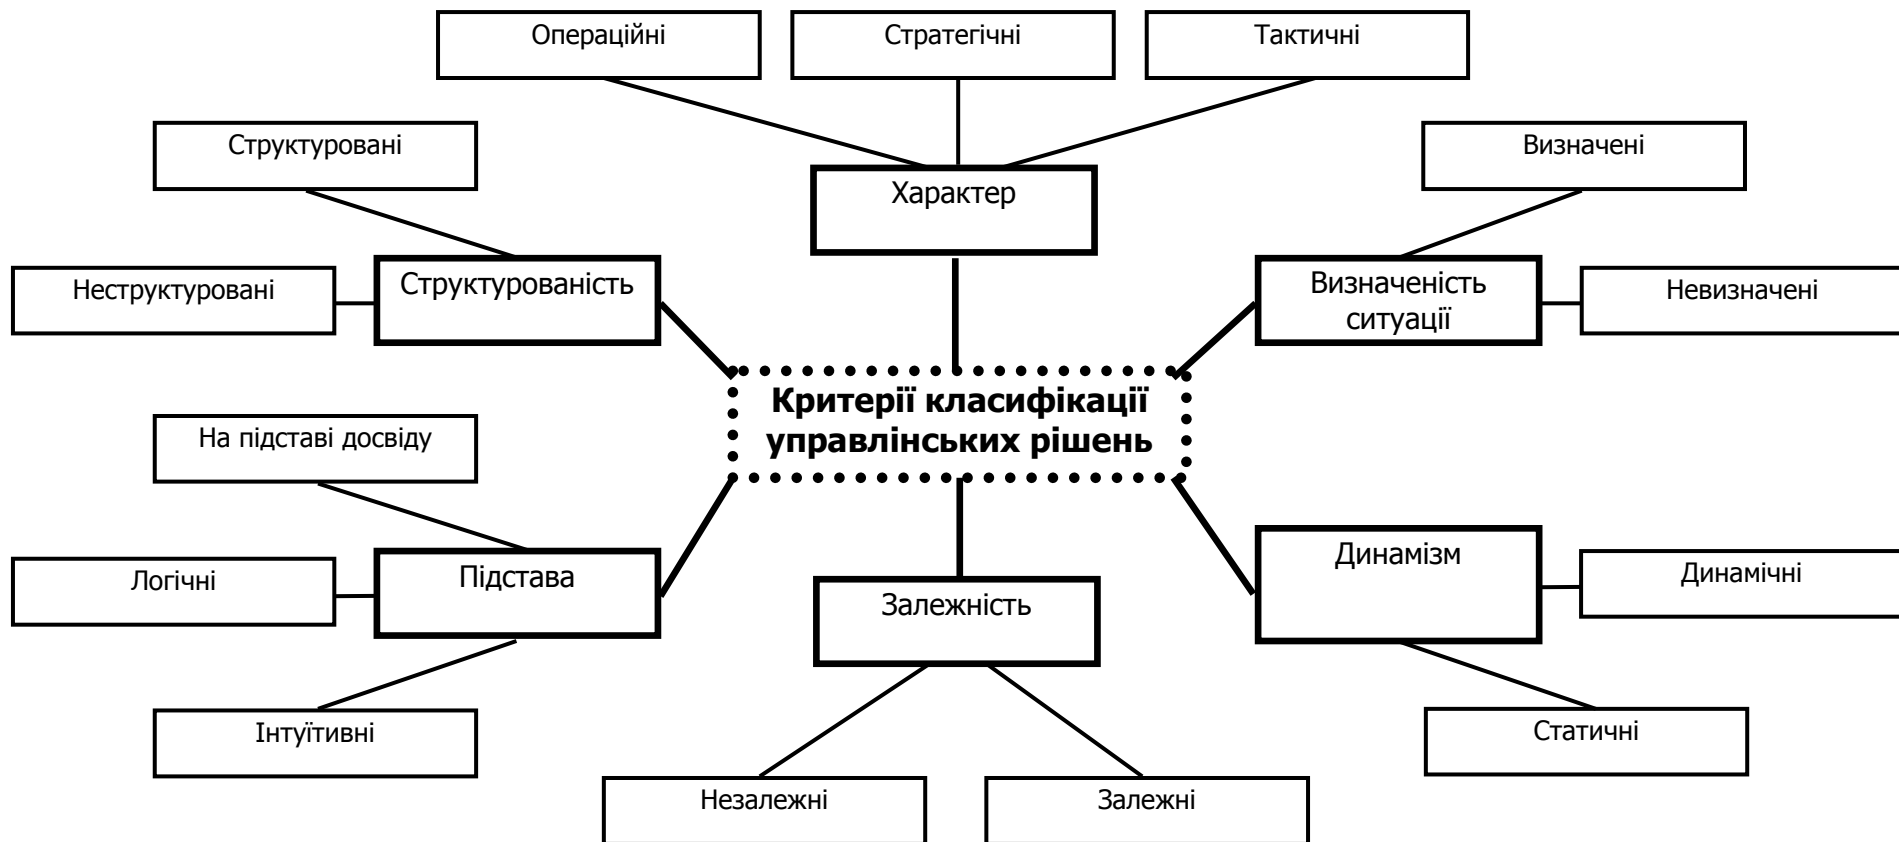 Операційні
Стратегічні
Тактичні
Структуровані
Визначені
Характер
Неструктуровані
Структурованість
Визначеність
ситуації
Невизначені
Критерії класифікації
управлінських рішень
На підставі досвіду
Логічні
Підстава
Залежність
Динамізм
Динамічні
Інтуїтивні
Статичні
Незалежні
Залежні